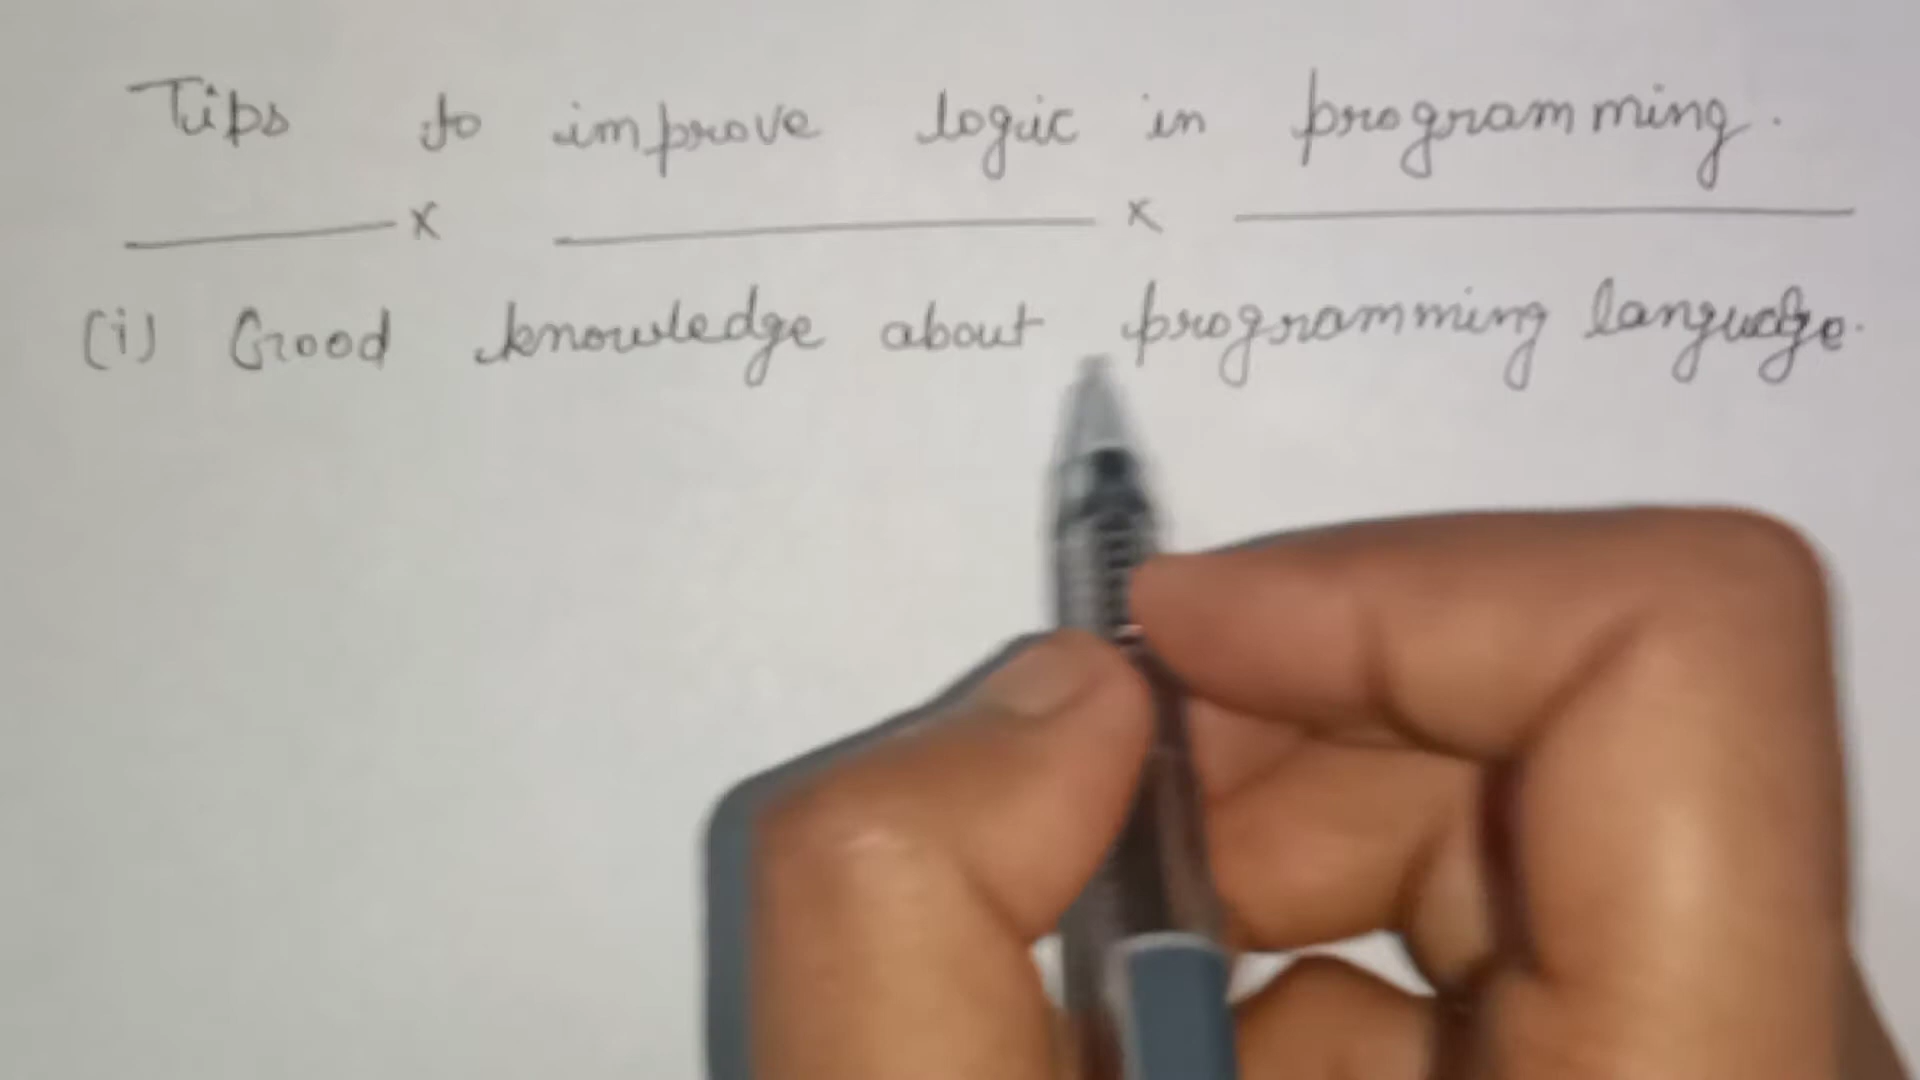 Tips to improve logic in programming.
x x
(i) Good knowledge about programming language.